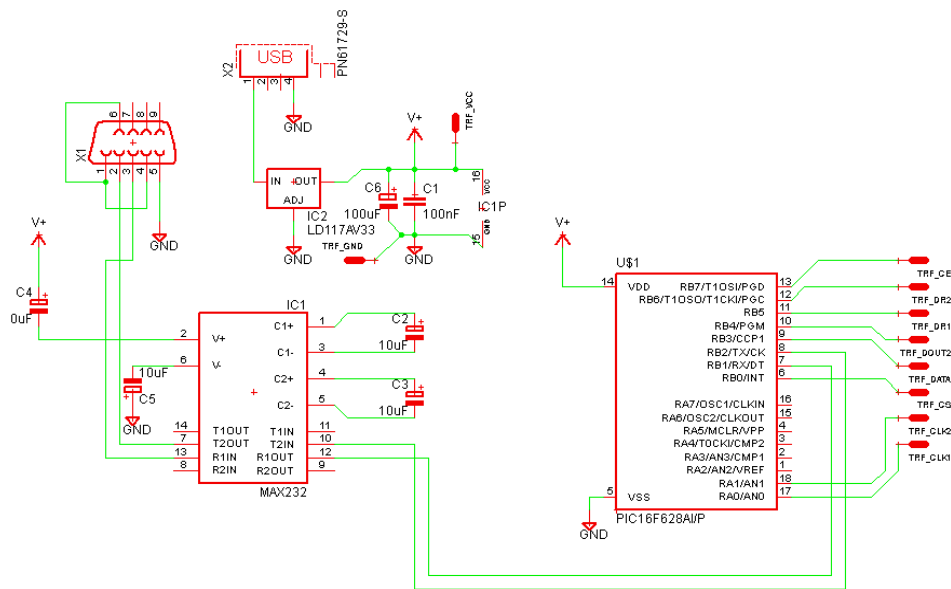 USB
X2
PN61729-S
1 2 3 4
GND
6 7 8 9
X1
1 2 3 4 5
GND
IN OUT
ADJ
IC2
LD117AV33
GND
V+
TRF_VCC
C6
100uF
C1
100nF
16
VCC
IC1P
GND
15
TRF_GND
GND
V+
C4
0uF
IC1
2 V+
6 V-
10uF
C5
GND
14 T1OUT
7 T2OUT
13 R1IN
8 R2IN
C1+ 1
C1- 3
C2+ 4
C2- 5
T1IN 11
T2IN 10
R1OUT 12
R2OUT 9
MAX232
C2
10uF
C3
10uF
V+
U$1
14 VDD
5 VSS
GND
RB7/T1OSI/PGD 13
RB6/T1OSO/T1CKI/PGC 12
RB5 11
RB4/PGM 10
RB3/CCP1 9
RB2/TX/CK 8
RB1/RX/DT 7
RB0/INT 6
RA7/OSC1/CLKIN 16
RA6/OSC2/CLKOUT 15
RA5/MCLR/VPP 4
RA4/T0CKI/CMP2 3
RA3/AN3/CMP1 2
RA2/AN2/VREF 1
RA1/AN1 18
RA0/AN0 17
PIC16F628AI/P
TRF_CE
TRF_DR2
TRF_DR1
TRF_DOUT2
TRF_DATA
TRF_CS
TRF_CLK2
TRF_CLK1